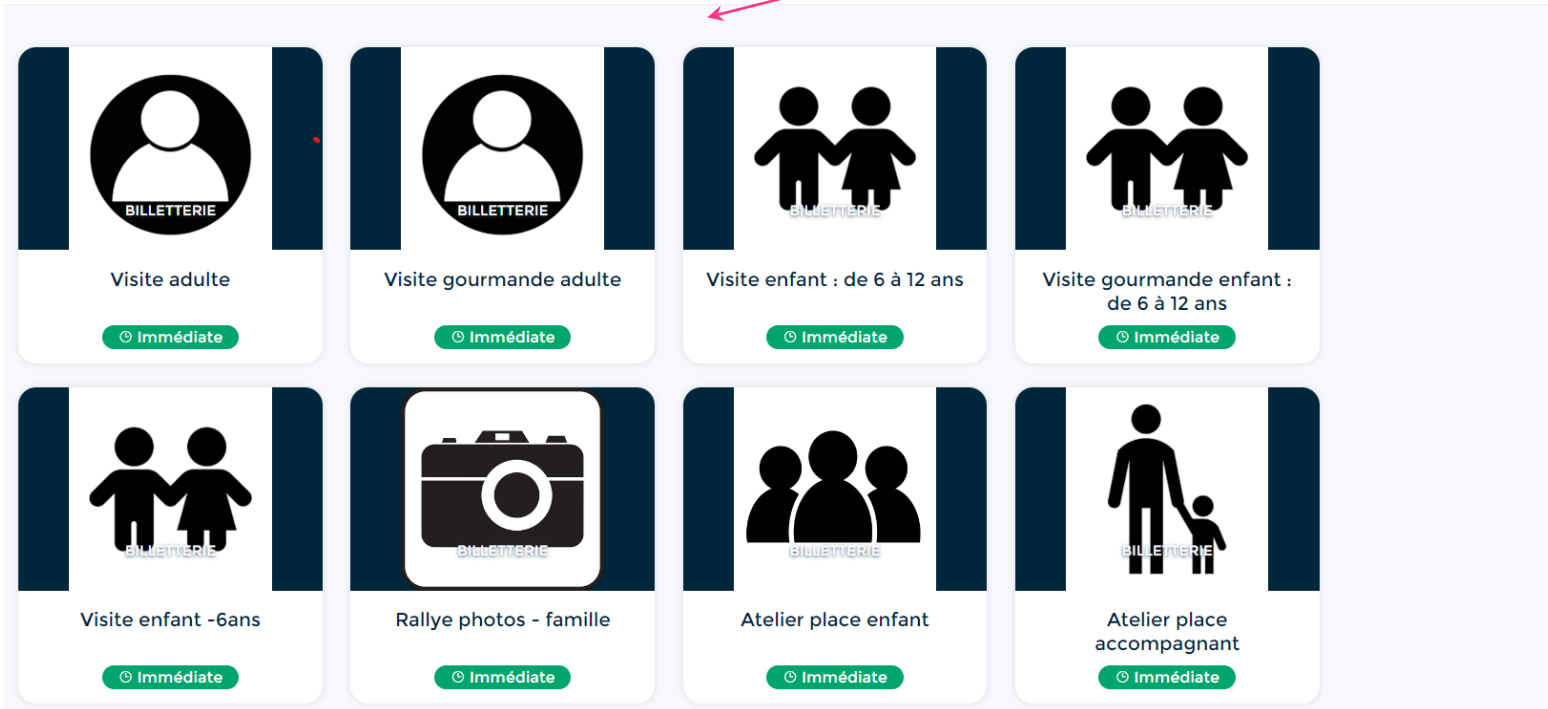 BILLETTERIE
BILLETTERIE
BILLETTERIE
BILLETTERIE
Visite adulte
Visite gourmande adulte
Visite enfant : de 6 à 12 ans
Visite gourmande enfant :
de 6 à 12 ans
Immédiate
Immédiate
Immédiate
Immédiate
BILLETTERIE
BILLETTERIE
BILLETTERIE
BILLETTERIE
Visite enfant -6ans
Rallye photos - famille
Atelier place enfant
Atelier place
accompagnant
Immédiate
Immédiate
Immédiate
Immédiate